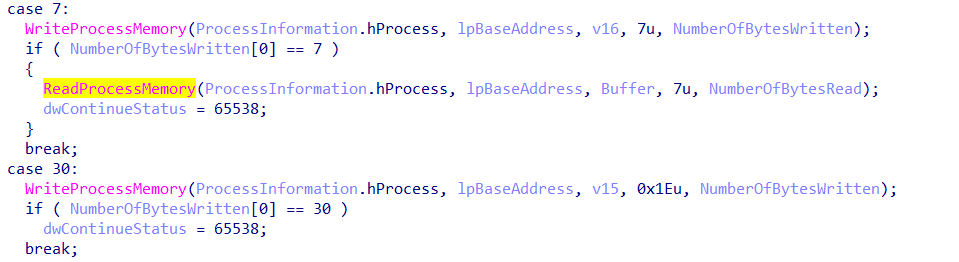 case 7:
WriteProcessMemory(ProcessInformation.hProcess, lpBaseAddress, v16, 7u, NumberOfBytesWritten);
if ( NumberOfBytesWritten[0] == 7 )
{
ReadProcessMemory(ProcessInformation.hProcess, lpBaseAddress, Buffer, 7u, NumberOfBytesRead);
dwContinueStatus = 65538;
}
break;
case 30:
WriteProcessMemory(ProcessInformation.hProcess, lpBaseAddress, v15, 0x1Eu, NumberOfBytesWritten);
if ( NumberOfBytesWritten[0] == 30 )
dwContinueStatus = 65538;
break;